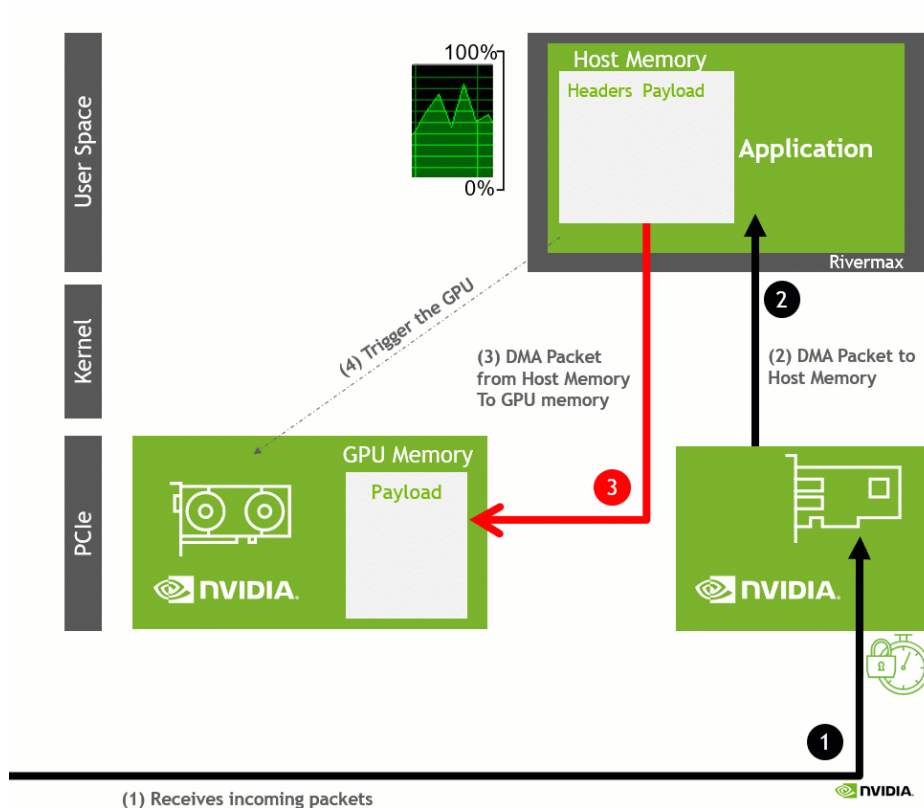 100%
0%
User Space
Host Memory
Headers Payload
Application
Rivermax
Kernel
(4) Trigger the GPU
(3) DMA Packet
from Host Memory
To GPU memory
2
(2) DMA Packet to
Host Memory
PCIe
GPU Memory
Payload
NVIDIA.
3
NVIDIA.
1
(1) Receives incoming packets
NVIDIA.